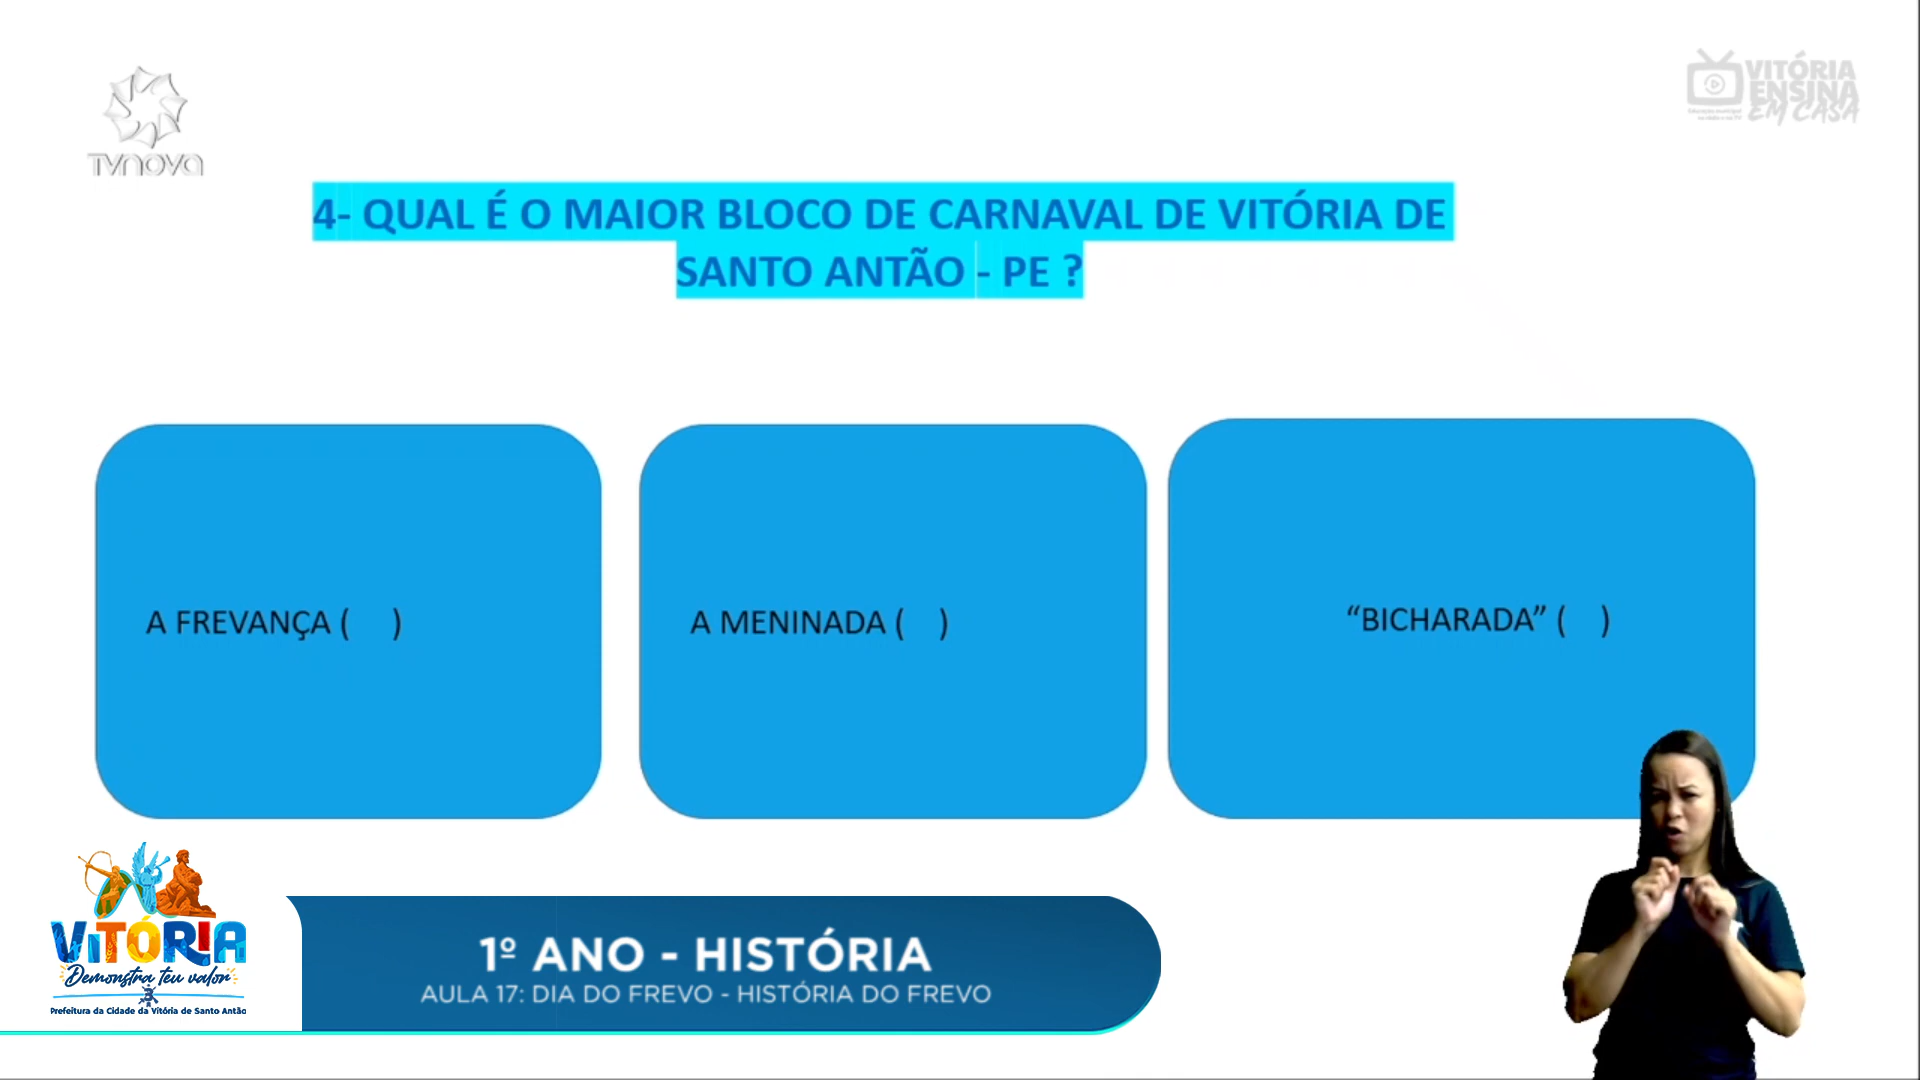 TVNOVA
VITÓRIA
ENSINA
EM CASA
4- QUAL É O MAIOR BLOCO DE CARNAVAL DE VITÓRIA DE
SANTO ANTÃO - PE ?
A FREVANÇA (    )
A MENINADA (    )
“BICHARADA” (    )
VITÓRIA
Demonstra teu valor
Prefeitura da Cidade da Vitória de Santo Antão
1º ANO - HISTÓRIA
AULA 17: DIA DO FREVO - HISTÓRIA DO FREVO